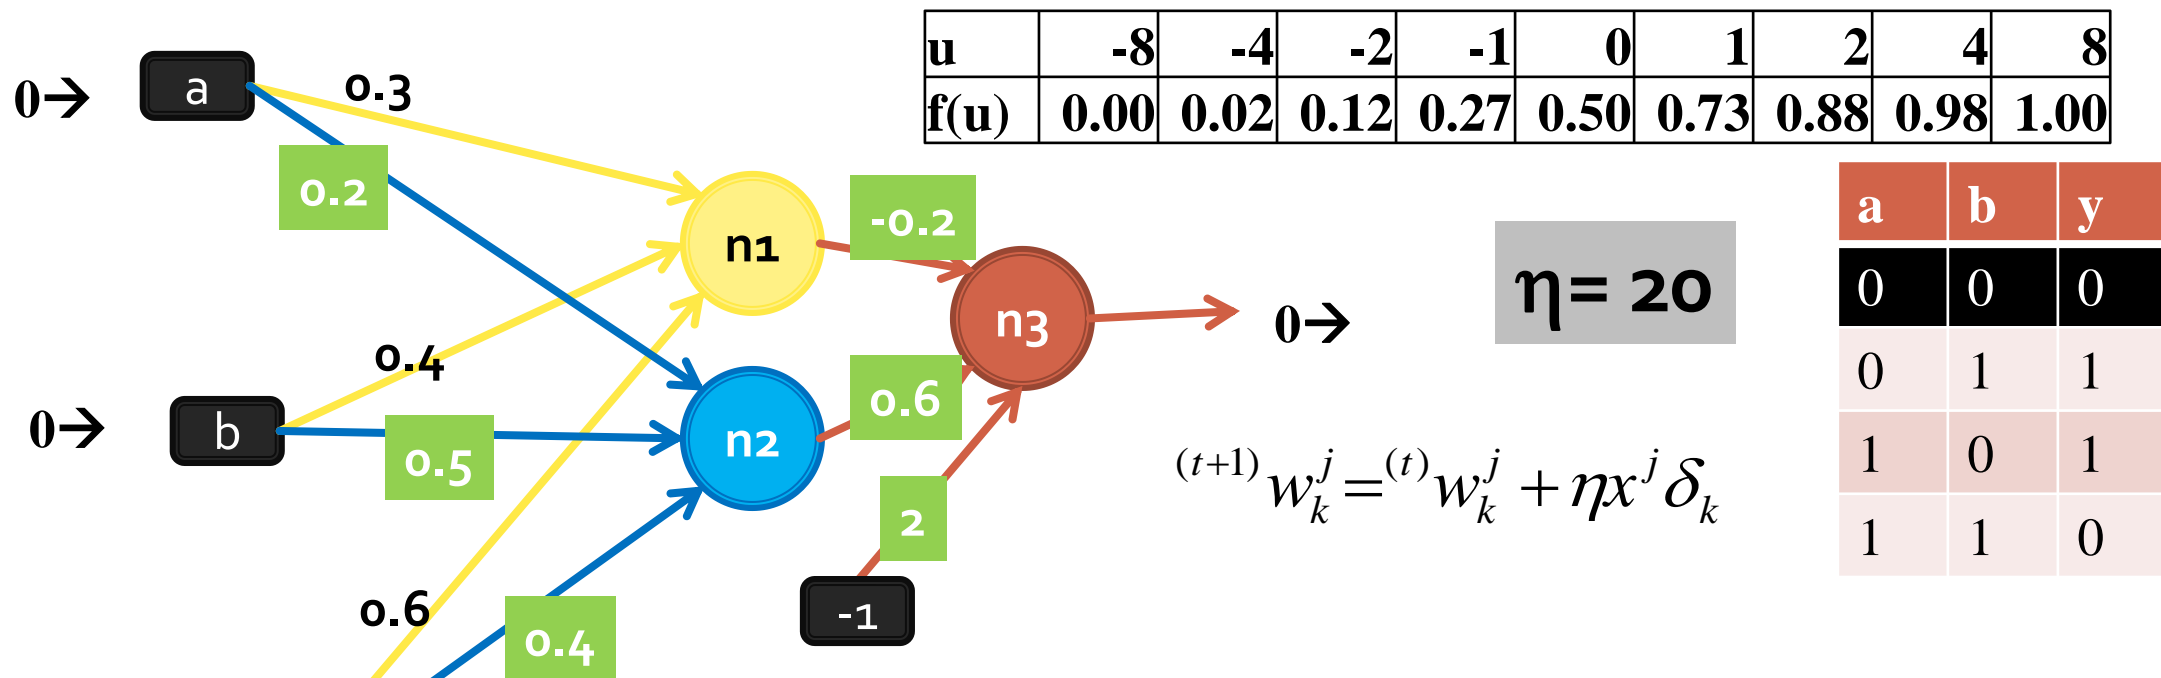 u -8 -4 -2 -1 0 1 2 4 8
f(u) 0.00 0.02 0.12 0.27 0.50 0.73 0.88 0.98 1.00
0→
a
0.3
0.2
n1
-0.2
n3
0→
η= 20
a b y
0 0 0
0 1 1
1 0 1
1 1 0
0→
b
0.4
0.5
n2
0.6
2
-1
0.6
0.4
(t+1) w_k^j = (t) w_k^j + ηx^j δ_k